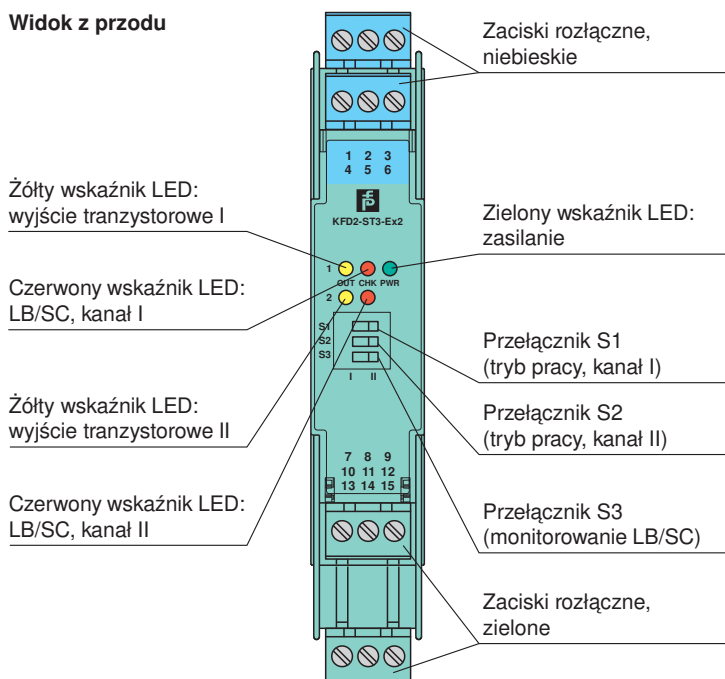 Widok z przodu
Zaciski rozłączne,
niebieskie
1 2 3
4 5 6
KFD2-ST3-Ex2
Żółty wskaźnik LED:
wyjście tranzystorowe I
Zielony wskaźnik LED:
zasilanie
1
OUT CHK PWR
2
Czerwony wskaźnik LED:
LB/SC, kanał I
S1
S2
S3
I II
Przełącznik S1
(tryb pracy, kanał I)
Żółty wskaźnik LED:
wyjście tranzystorowe II
Przełącznik S2
(tryb pracy, kanał II)
7 8 9
10 11 12
13 14 15
Czerwony wskaźnik LED:
LB/SC, kanał II
Przełącznik S3
(monitorowanie LB/SC)
Zaciski rozłączne,
zielone